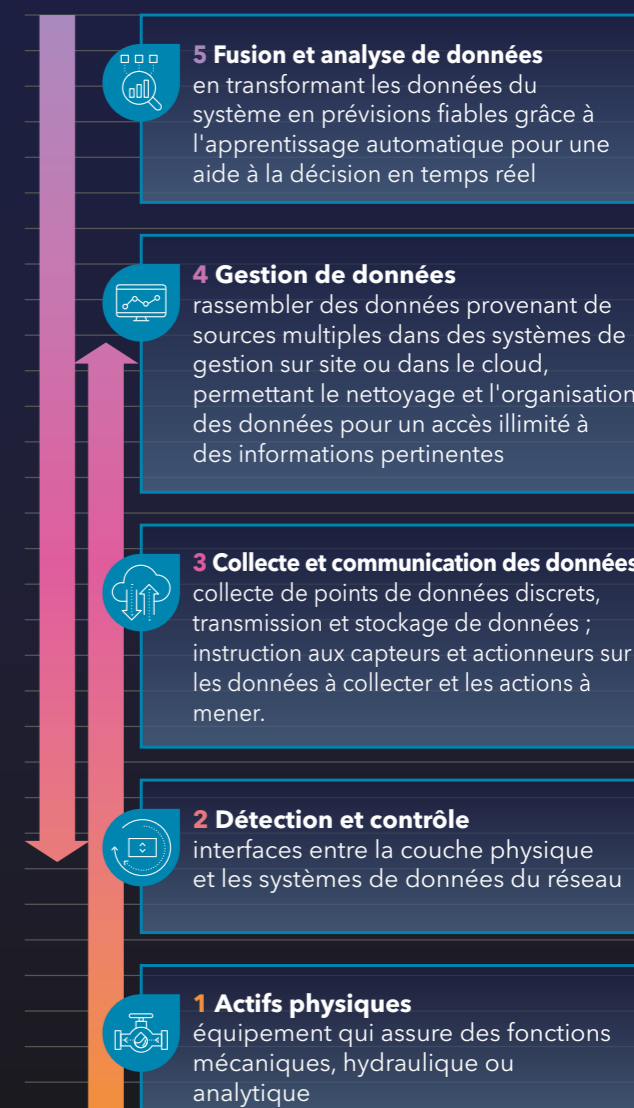 5 Fusion et analyse de données
en transformant les données du
système en prévisions fiables grâce à
l'apprentissage automatique pour une
aide à la décision en temps réel
4 Gestion de données
rassembler des données provenant de
sources multiples dans des systèmes de
gestion sur site ou dans le cloud,
permettant le nettoyage et l'organisation
des données pour un accès illimité à
des informations pertinentes
3 Collecte et communication des données
collecte de points de données discrets,
transmission et stockage de données ;
instruction aux capteurs et actionneurs sur
les données à collecter et les actions à
mener.
2 Détection et contrôle
interfaces entre la couche physique
et les systèmes de données du réseau
1 Actifs physiques
équipement qui assure des fonctions
mécaniques, hydraulique ou
analytique